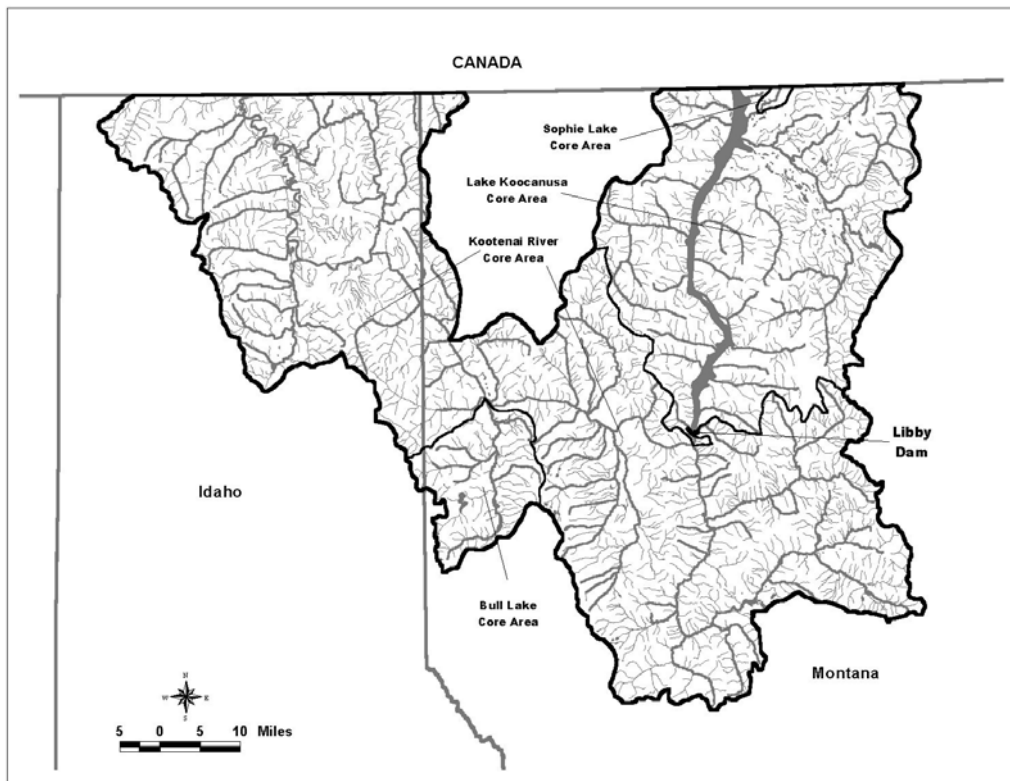 CANADA
Sophie Lake
Core Area
Lake Koocanusa
Core Area
Kootenai River
Core Area
Libby
Dam
Idaho
Bull Lake
Core Area
Montana
N
W E
S
5 0 5 10 Miles